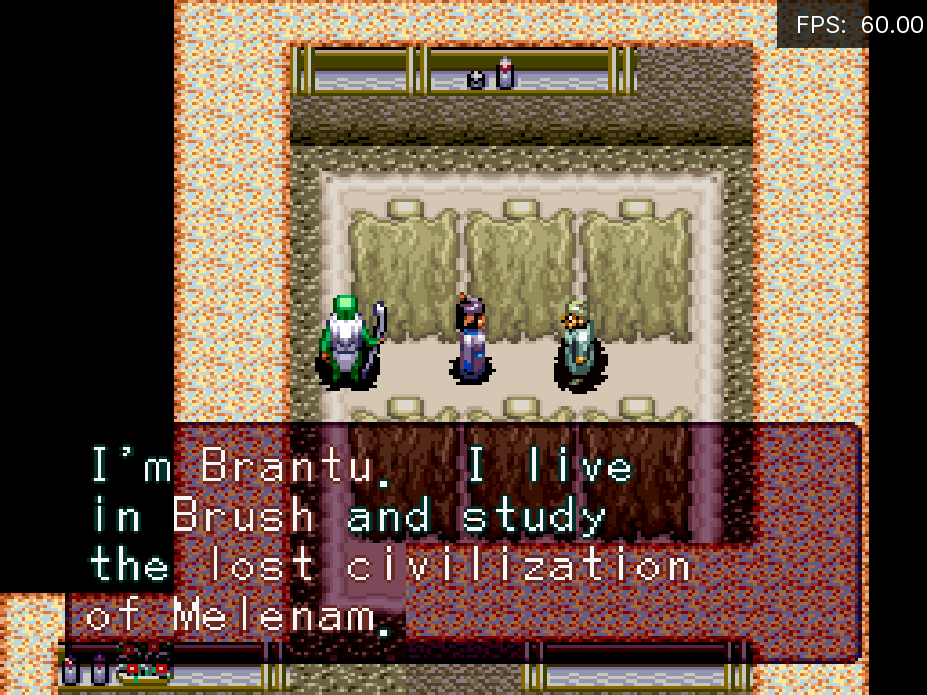 FPS: 60.00
I'm Brantu. I live
in Brush and study
the lost civilization
of Melenam.